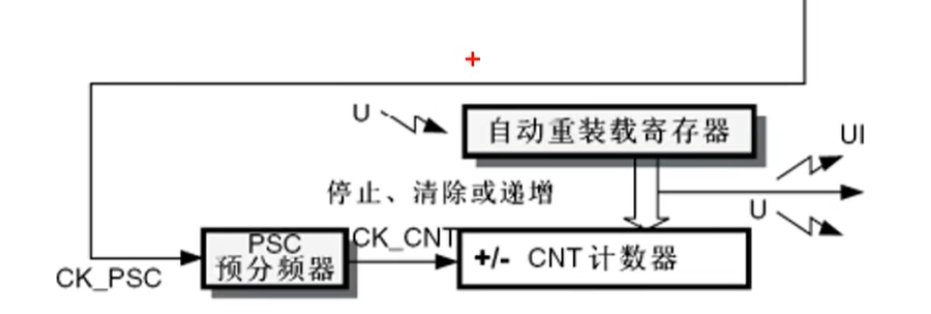 U
自动重装载寄存器
UI
停止、清除或递增
U
PSC
预分频器
CK_CNT
+/- CNT 计数器
CK_PSC